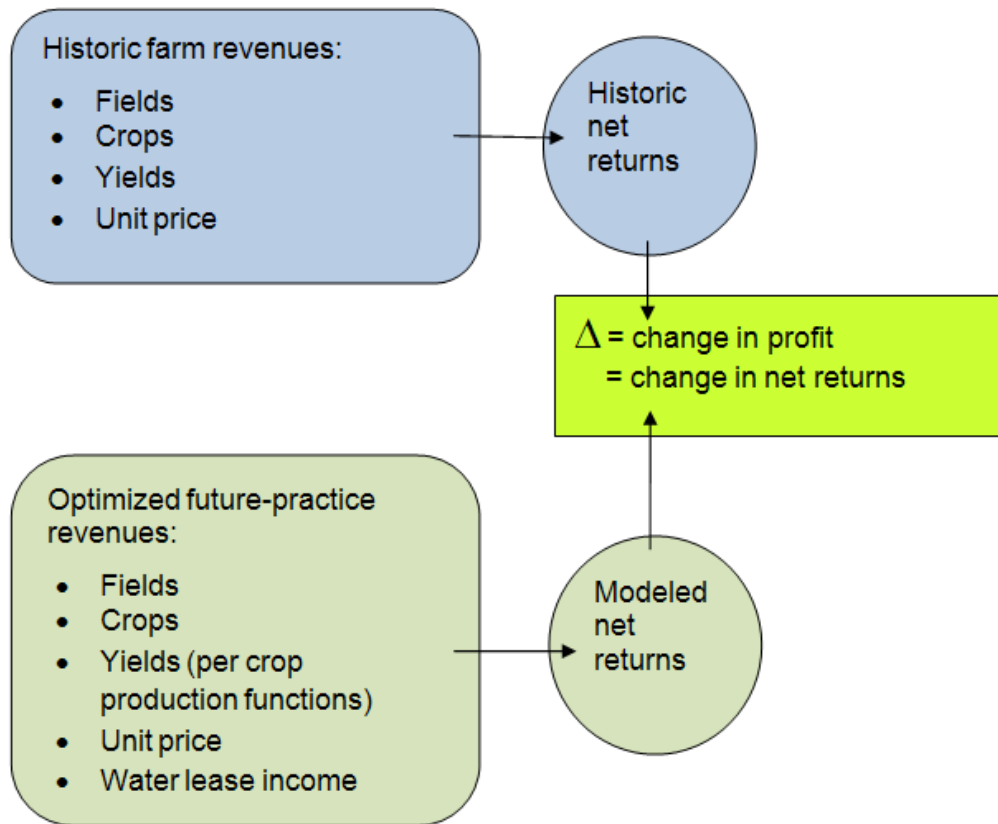 Historic farm revenues:
• Fields
• Crops
• Yields
• Unit price
Historic
net
returns
Δ = change in profit
= change in net returns
Optimized future-practice
revenues:
• Fields
• Crops
• Yields (per crop
production functions)
• Unit price
• Water lease income
Modeled
net
returns